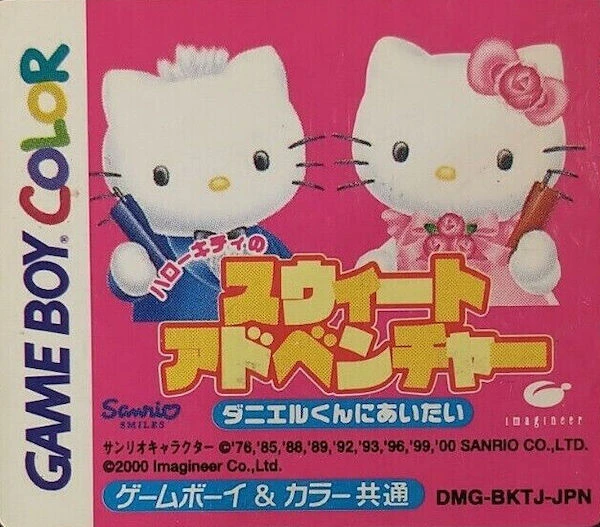 GAME BOY COLOR
ハローキティの
スウィート
アドベンチャー
ダニエルくんにあいたい
Sanrio
SMILES
imagineer
サンリオキャラクター ©'76,'85,'88,'89,'92,'93,'96,'99,'00 SANRIO CO.,LTD.
©2000 Imagineer Co.,Ltd.
ゲームボーイ & カラー 共通
DMG-BKTJ-JPN